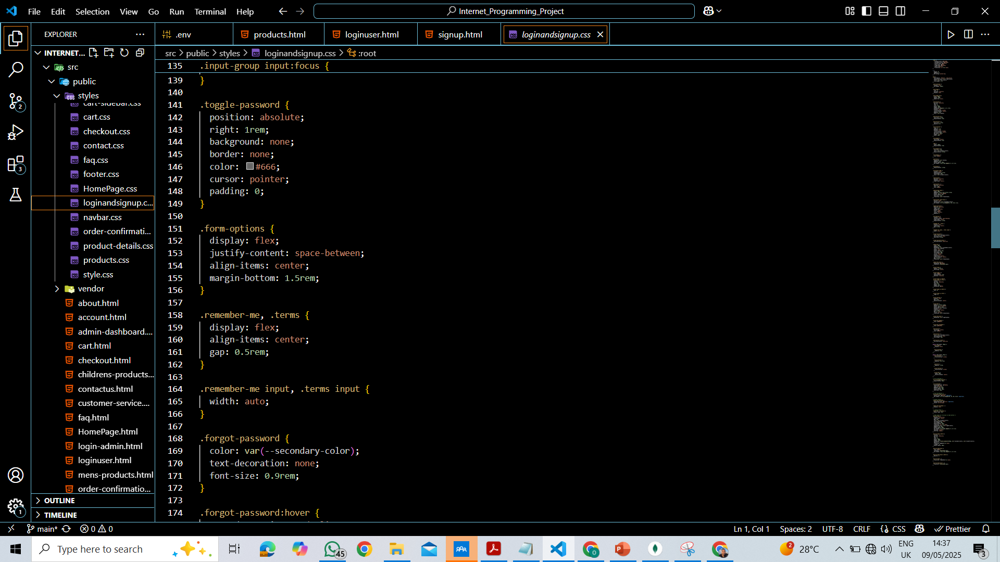 File Edit Selection View Go Run Terminal Help
Internet_Programming_Project
EXPLORER
.env
products.html
loginuser.html
signup.html
loginandsignup.css
INTERNET...
src > public > styles > loginandsignup.css > :root
src
public
styles
cart-sidebar.css
cart.css
checkout.css
contact.css
faq.css
footer.css
HomePage.css
loginandsignup.c...
navbar.css
order-confirmati...
product-details.css
products.css
style.css
vendor
about.html
account.html
admin-dashboard....
cart.html
checkout.html
childrens-products...
contactus.html
customer-service....
faq.html
HomePage.html
login-admin.html
loginuser.html
mens-products.html
order-confirmatio...
OUTLINE
TIMELINE
2
3
1
135 .input-group input:focus {
139 }
140
141 .toggle-password {
142 position: absolute;
143 right: 1rem;
144 background: none;
145 border: none;
146 color: #666;
147 cursor: pointer;
148 padding: 0;
149 }
150
151 .form-options {
152 display: flex;
153 justify-content: space-between;
154 align-items: center;
155 margin-bottom: 1.5rem;
156 }
157
158 .remember-me, .terms {
159 display: flex;
160 align-items: center;
161 gap: 0.5rem;
162 }
163
164 .remember-me input, .terms input {
165 width: auto;
166 }
167
168 .forgot-password {
169 color: var(--secondary-color);
170 text-decoration: none;
171 font-size: 0.9rem;
172 }
173
174 .forgot-password:hover {
main* 0 0
Ln 1, Col 1 Spaces: 2 UTF-8 CRLF {} CSS Prettier
Type here to search
45
2
28°C
ENG
UK
14:37
09/05/2025
3